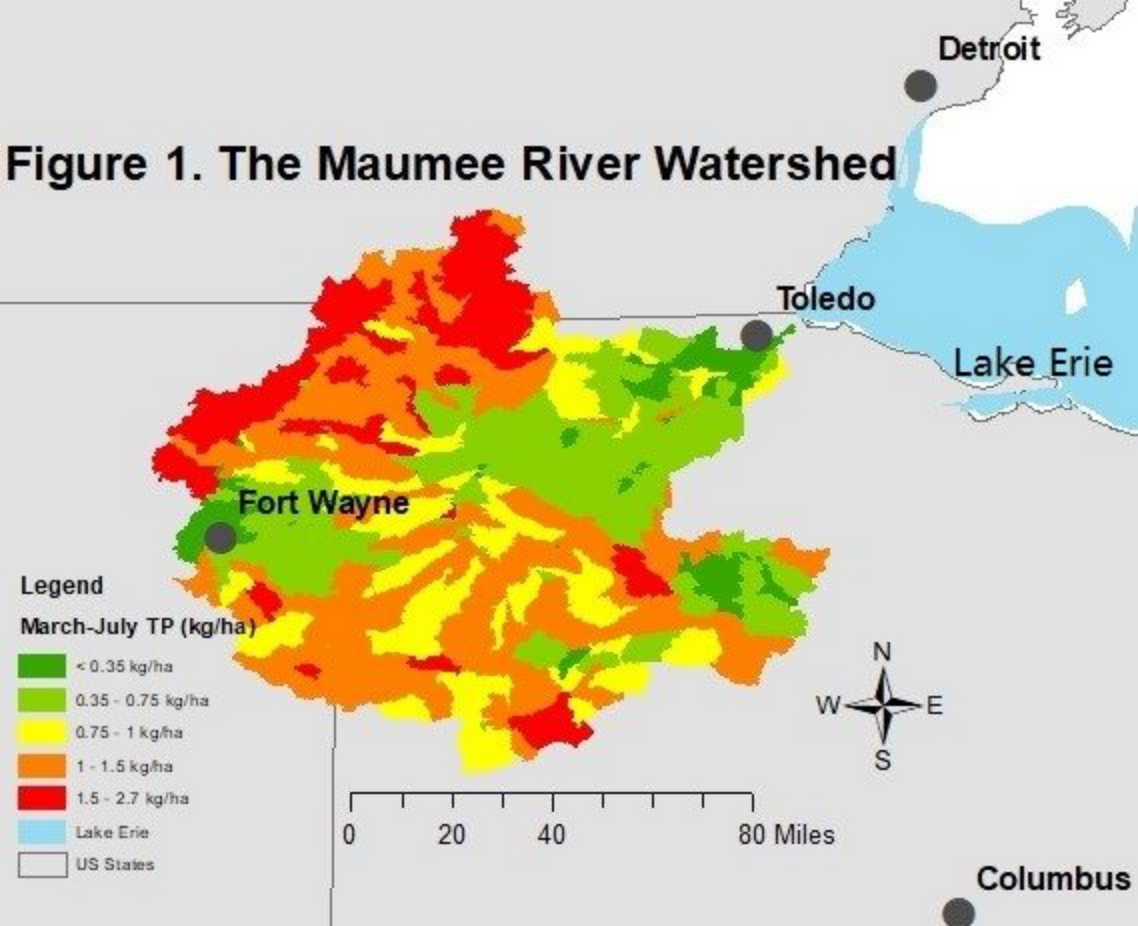 Detroit
Figure 1. The Maumee River Watershed
Toledo
Lake Erie
Fort Wayne
Legend
March-July TP (kg/ha)
< 0.35 kg/ha
0.35 - 0.75 kg/ha
0.75 - 1 kg/ha
1 - 1.5 kg/ha
1.5 - 2.7 kg/ha
Lake Erie
US States
N
W E
S
0 20 40 80 Miles
Columbus